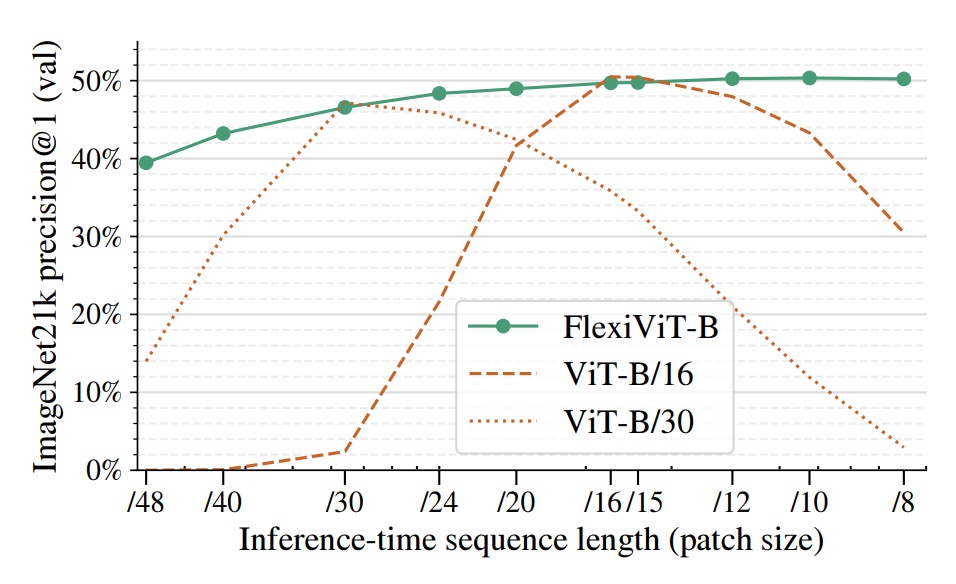 ImageNet21k precision@1 (val)
50%
40%
30%
20%
10%
0%
FlexiViT-B
ViT-B/16
ViT-B/30
/48 /40 /30 /24 /20 /16 /15 /12 /10 /8
Inference-time sequence length (patch size)